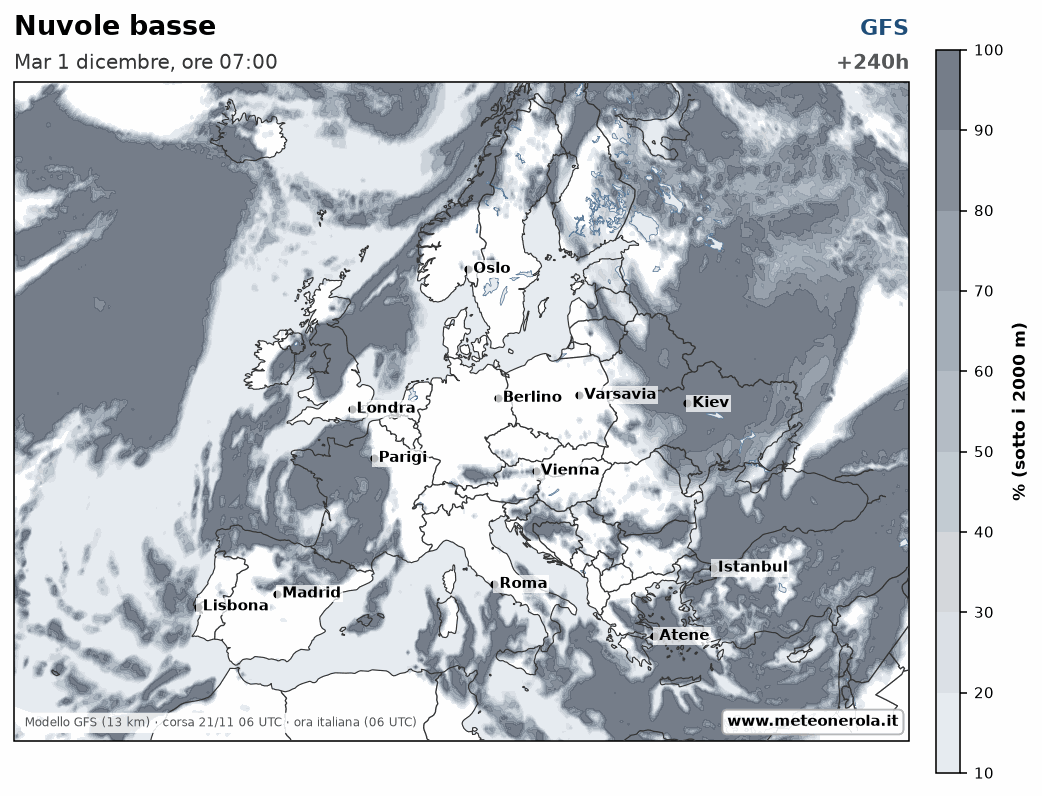 Nuvole basse
GFS
Mar 1 dicembre, ore 07:00
+240h
100
90
80
70
60
50
40
30
20
10
% (sotto i 2000 m)
Oslo
Londra
Berlino
Varsavia
Kiev
Parigi
Vienna
Istanbul
Roma
Madrid
Lisbona
Atene
Modello GFS (13 km) · corsa 21/11 06 UTC · ora italiana (06 UTC)
www.meteonerola.it